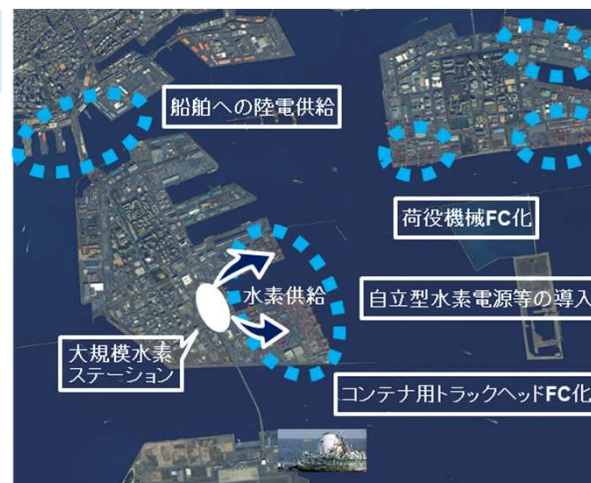 船舶への陸電供給
荷役機械FC化
水素供給
自立型水素電源等の導入
大規模水素
ステーション
コンテナ用トラックヘッドFC化